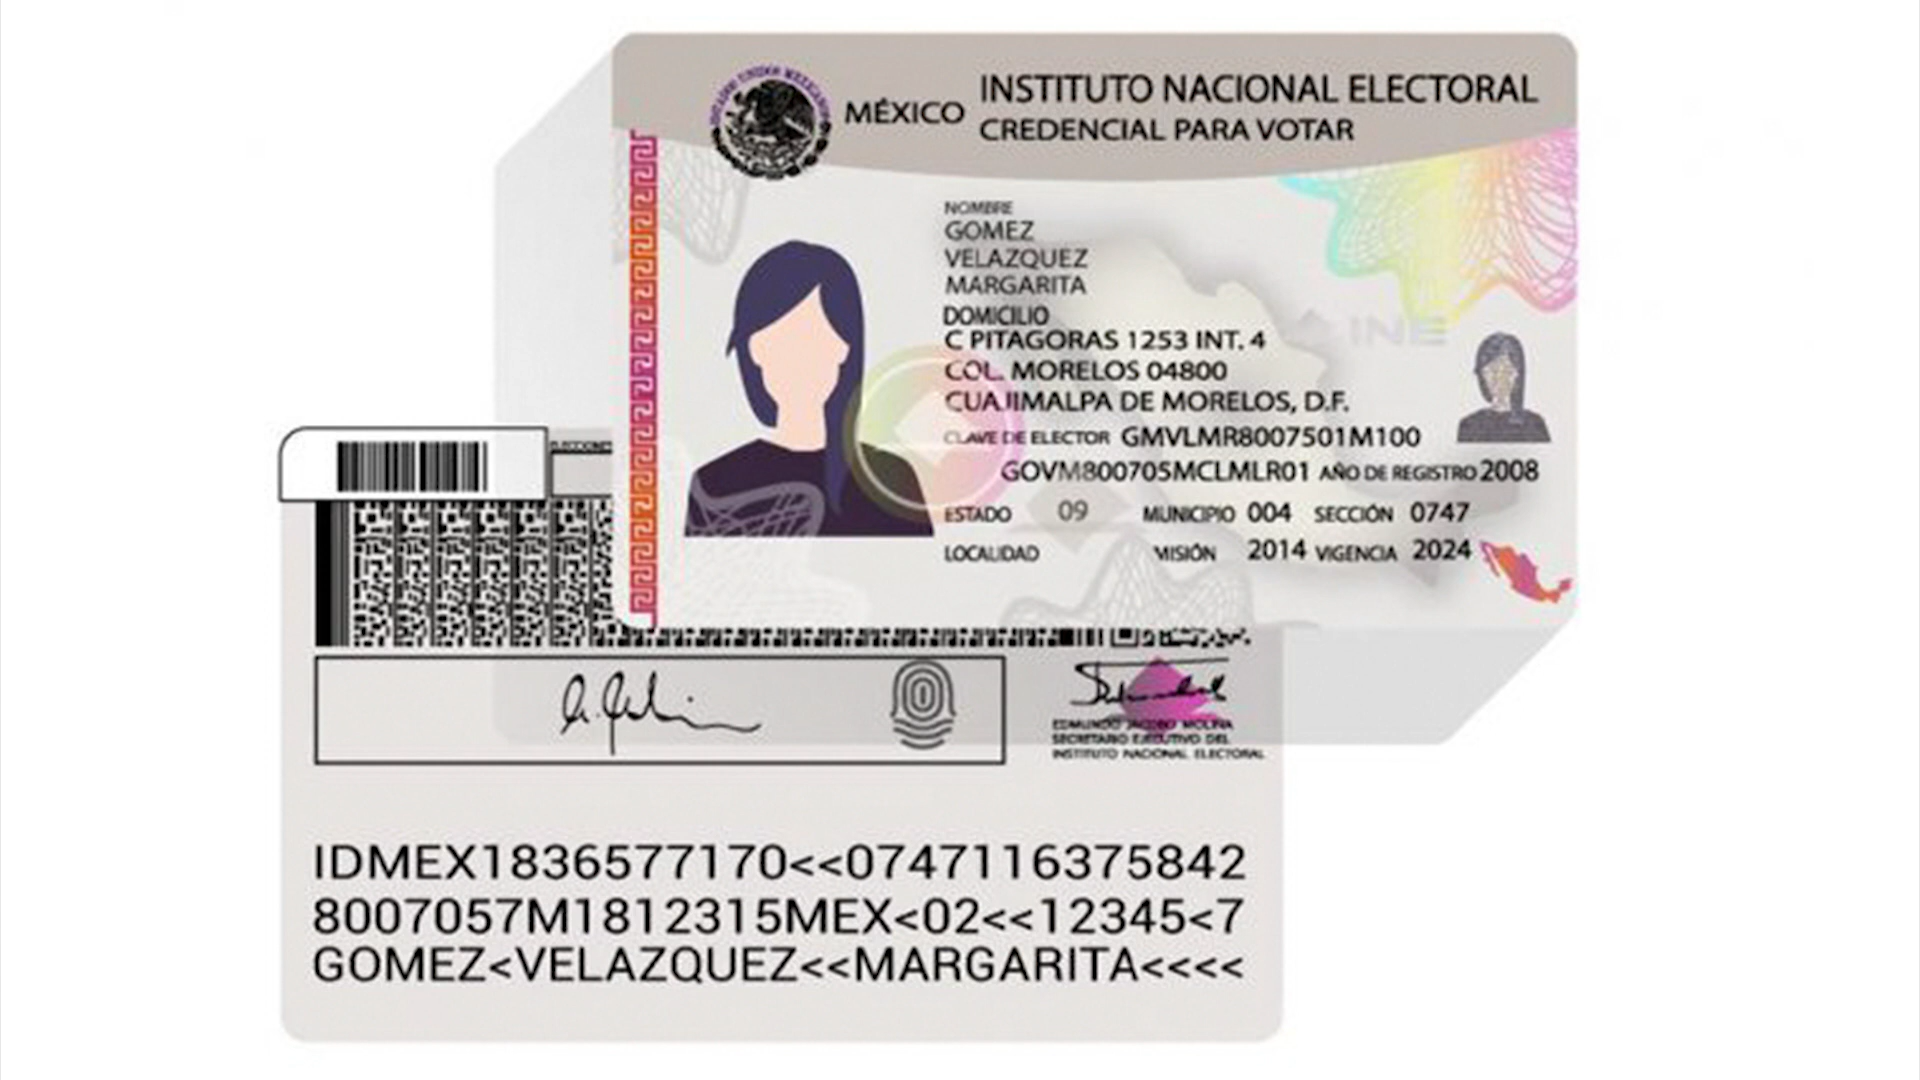 ESTADOS UNIDOS MEXICANOS
MÉXICO
INSTITUTO NACIONAL ELECTORAL
CREDENCIAL PARA VOTAR
NOMBRE
GOMEZ
VELAZQUEZ
MARGARITA
DOMICILIO
C PITAGORAS 1253 INT. 4
COL. MORELOS 04800
CUAJIMALPA DE MORELOS, D.F.
INE
CLAVE DE ELECTOR GMVLMR8007501M100
GOVM800705MCLMLR01 AÑO DE REGISTRO 2008
ESTADO 09 MUNICIPIO 004 SECCIÓN 0747
LOCALIDAD MISIÓN 2014 VIGENCIA 2024
EDMUNDO JACOBO MOLINA
SECRETARIO EJECUTIVO DEL
INSTITUTO NACIONAL ELECTORAL
IDMEX1836577170<<0747116375842
8007057M1812315MEX<02<<12345<7
GOMEZ<VELAZQUEZ<<MARGARITA<<<<